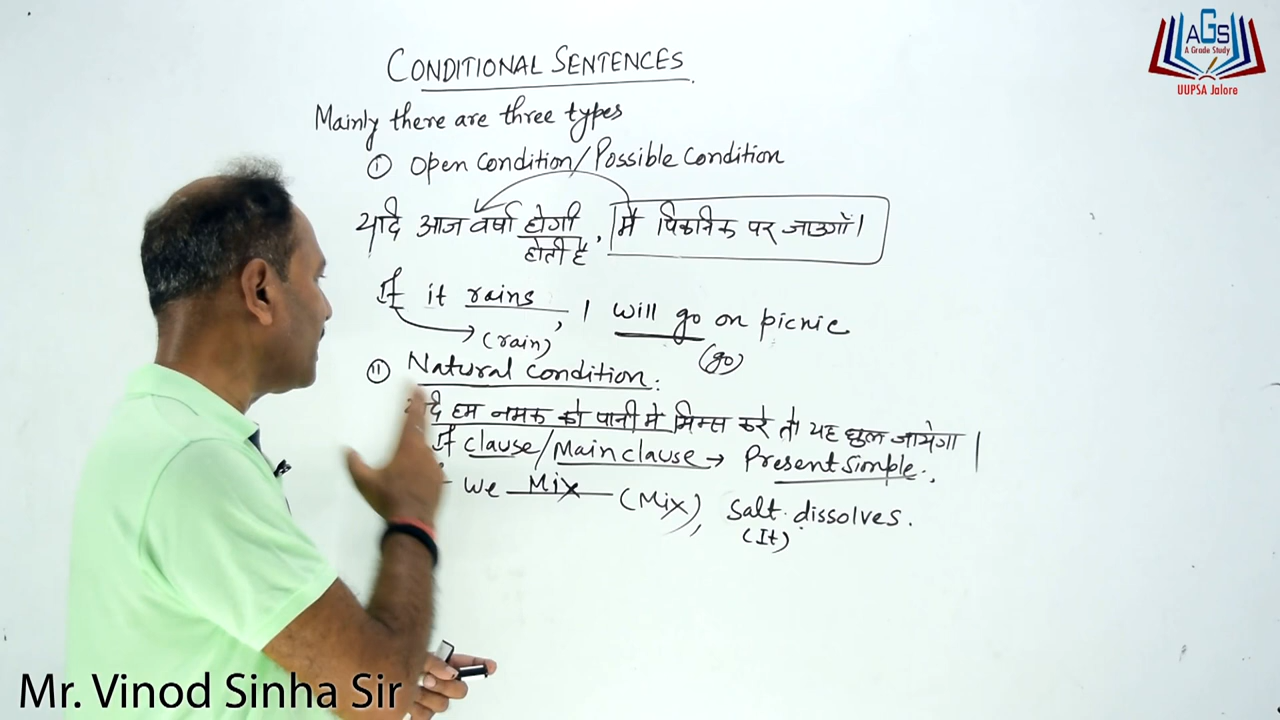 CONDITIONAL SENTENCES
Mainly there are three types
① Open Condition/Possible Condition
यदि आज वर्षा होगी, मैं पिकनिक पर जाऊगाँ।
होती है
If it rains, I will go on picnic
(rain)
(go)
② Natural Condition:
हम नमक को पानी मे मिक्स करे तो यह घुल जायेगा।
If clause/Main clause → Present Simple.
we Mix (Mix), Salt dissolves.
(It)
AGS
A Grade Study
UUPSA Jalore
Mr. Vinod Sinha Sir